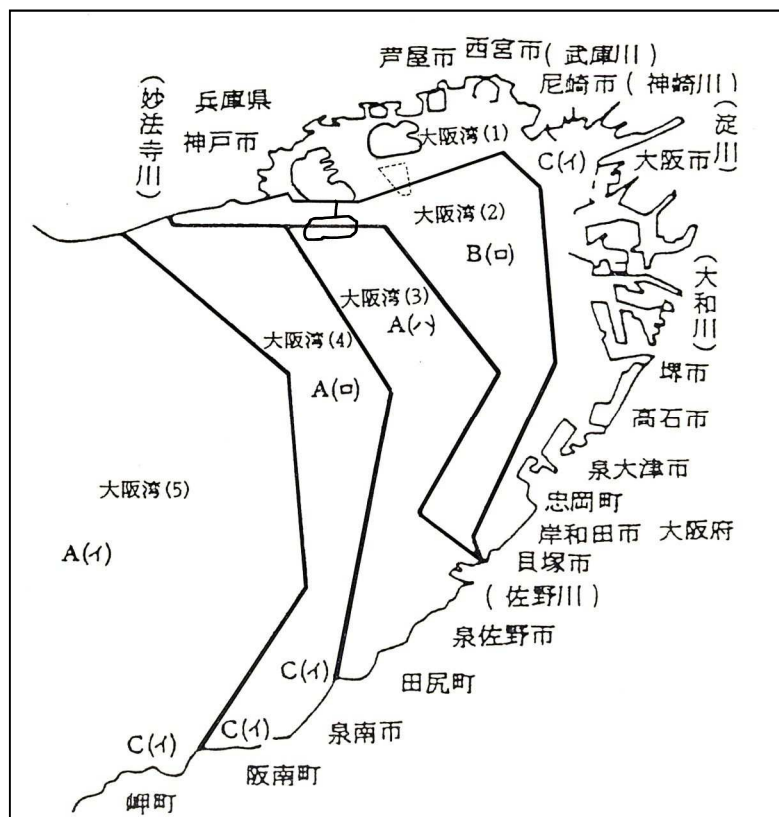 芦屋市
西宮市(武庫川)
尼崎市(神崎川)
(妙法寺川)
兵庫県
神戸市
大阪湾(1)
C(イ)
(淀川)
大阪市
大阪湾(2)
B(ロ)
(大和川)
大阪湾(3)
A(ハ)
大阪湾(4)
A(ロ)
堺市
高石市
泉大津市
忠岡町
岸和田市 大阪府
貝塚市
(佐野川)
泉佐野市
田尻町
泉南市
阪南町
岬町
大阪湾(5)
A(イ)
C(イ)
C(イ)
C(イ)